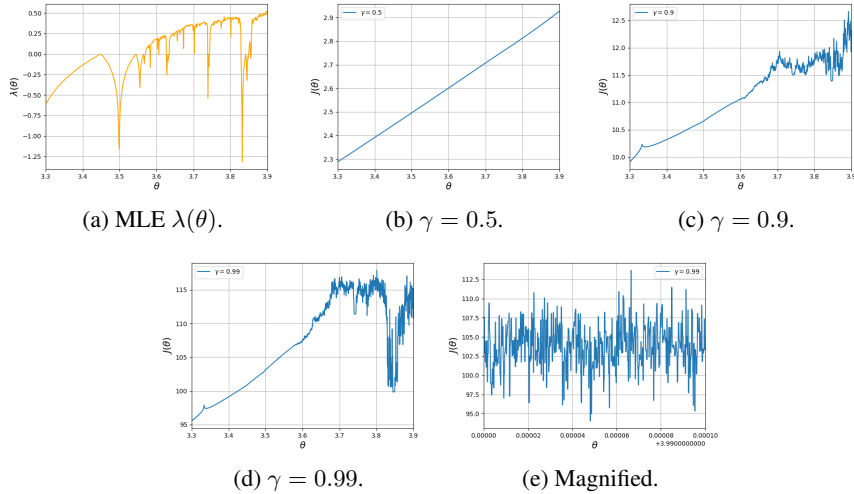 0.50
0.25
0.00
−0.25
−0.50
−0.75
−1.00
−1.25
λ(θ)
3.3 3.4 3.5 3.6 3.7 3.8 3.9
θ
(a) MLE λ(θ).
γ = 0.5
2.9
2.8
2.7
2.6
2.5
2.4
2.3
J(θ)
3.3 3.4 3.5 3.6 3.7 3.8 3.9
θ
(b) γ = 0.5.
γ = 0.9
12.5
12.0
11.5
11.0
10.5
10.0
J(θ)
3.3 3.4 3.5 3.6 3.7 3.8 3.9
θ
(c) γ = 0.9.
γ = 0.99
115
110
105
100
95
J(θ)
3.3 3.4 3.5 3.6 3.7 3.8 3.9
θ
(d) γ = 0.99.
γ = 0.99
112.5
110.0
107.5
105.0
102.5
100.0
97.5
95.0
J(θ)
0.00000 0.00002 0.00004 0.00006 0.00008 0.00010
θ
+3.9900000000
(e) Magnified.